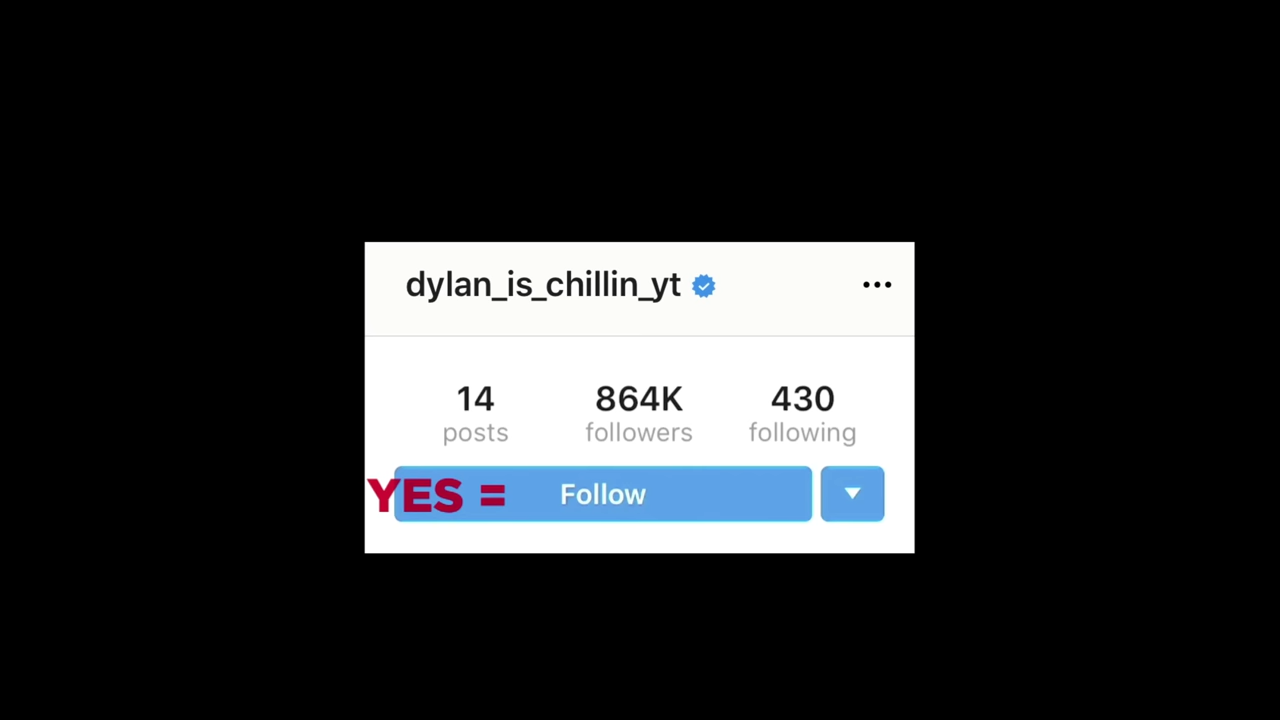 dylan_is_chillin_yt
14 864K 430
posts followers following
YES = Follow